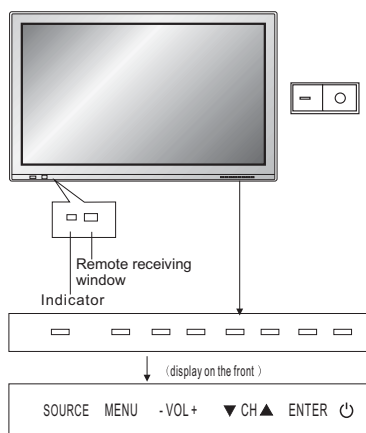 Remote receiving
window
Indicator
（display on the front ）
SOURCE MENU - VOL + ▼ CH ▲ ENTER ⏻